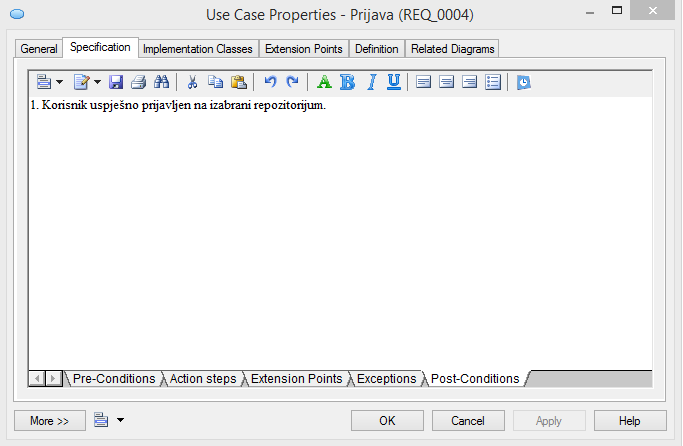 Use Case Properties - Prijava (REQ_0004)
General Specification Implementation Classes Extension Points Definition Related Diagrams
A B I U
1. Korisnik uspješno prijavljen na izabrani repozitorijum.
Pre-Conditions Action steps Extension Points Exceptions Post-Conditions
More >> OK Cancel Apply Help